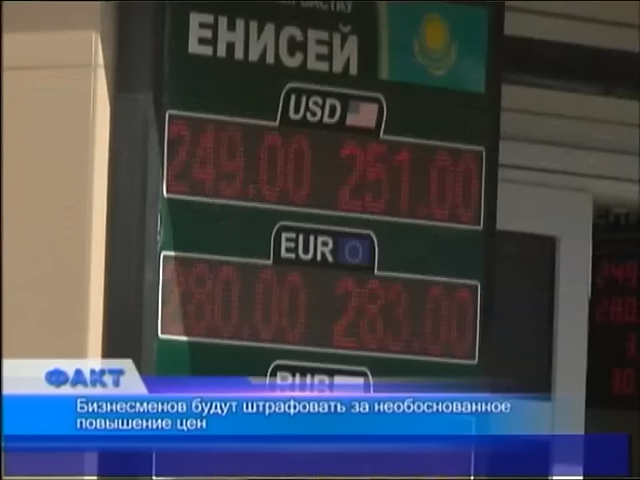 ЕНИСЕЙ
USD
249.00 251.00
EUR
280.00 283.00
RUB
ФАКТ
Бизнесменов будут штрафовать за необоснованное
повышение цен